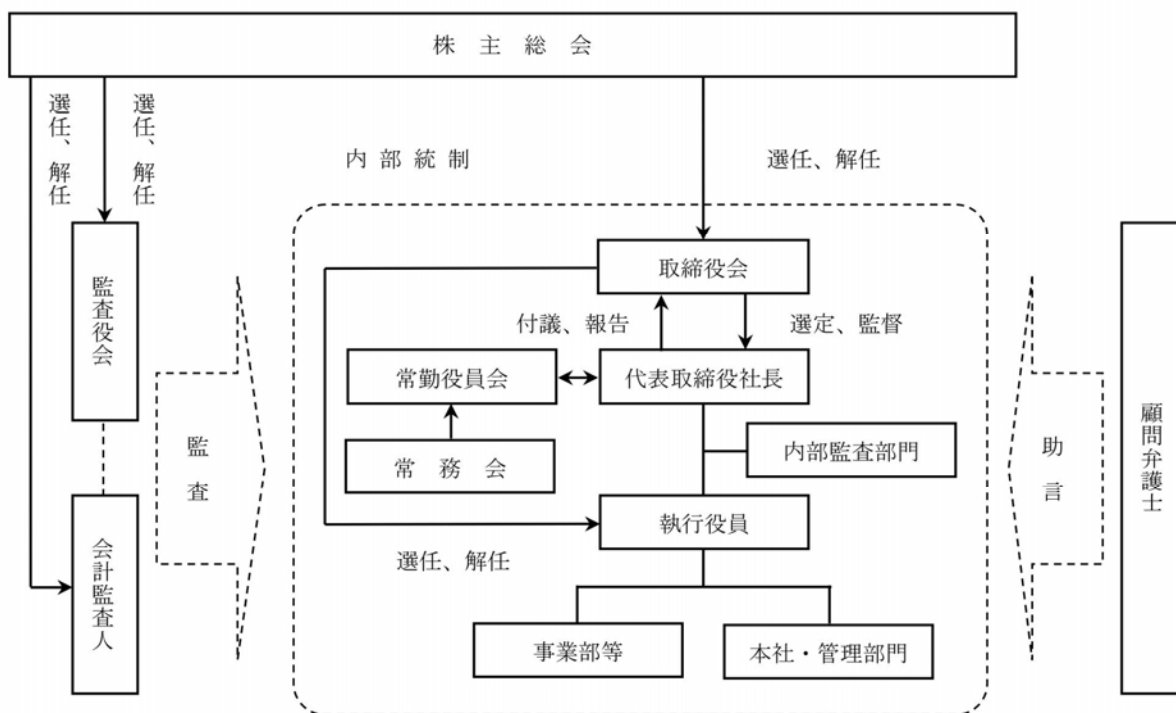 株主総会
選任、解任
選任、解任
内部統制
選任、解任
取締役会
監査役会
付議、報告
選定、監督
常勤役員会
代表取締役社長
監査
常務会
内部監査部門
助言
顧問弁護士
執行役員
会計監査人
選任、解任
事業部等
本社・管理部門